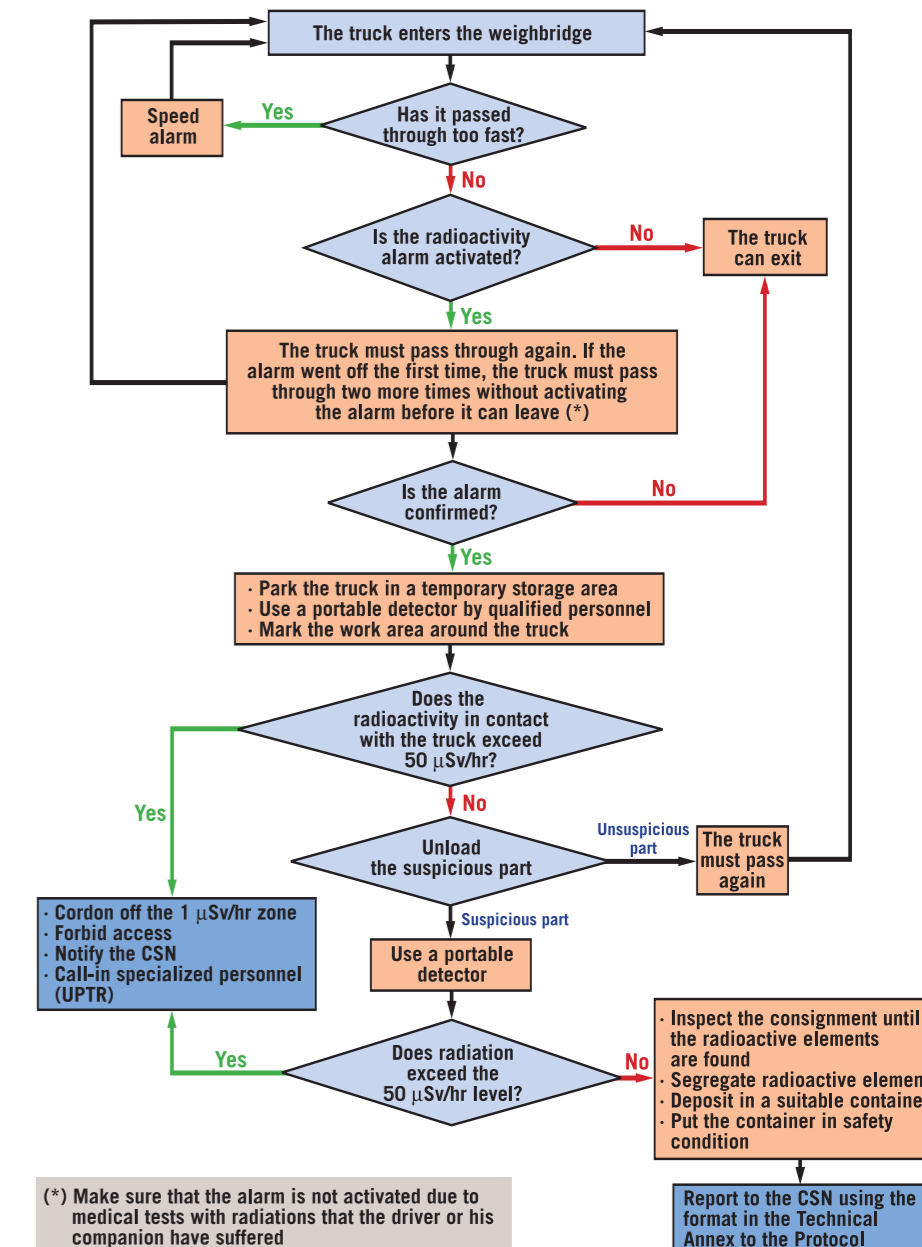 The truck enters the weighbridge
Has it passed
through too fast?
Yes
Speed
alarm
No
Is the radioactivity
alarm activated?
No
The truck
can exit
Yes
The truck must pass through again. If the
alarm went off the first time, the truck must pass
through two more times without activating
the alarm before it can leave (*)
Is the alarm
confirmed?
No
Yes
· Park the truck in a temporary storage area
· Use a portable detector by qualified personnel
· Mark the work area around the truck
Does the
radioactivity in contact
with the truck exceed
50 μSv/hr?
Yes
No
Unload
the suspicious part
Unsuspicious
part
The truck
must pass
again
Suspicious part
· Cordon off the 1 μSv/hr zone
· Forbid access
· Notify the CSN
· Call-in specialized personnel
(UPTR)
Use a portable
detector
Does radiation
exceed the
50 μSv/hr level?
Yes
No
· Inspect the consignment until
the radioactive elements
are found
· Segregate radioactive elemen
· Deposit in a suitable containe
· Put the container in safety
condition
Report to the CSN using the
format in the Technical
Annex to the Protocol
(*) Make sure that the alarm is not activated due to
medical tests with radiations that the driver or his
companion have suffered